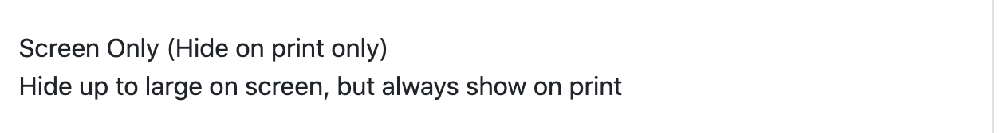 Screen Only (Hide on print only)
Hide up to large on screen, but always show on print